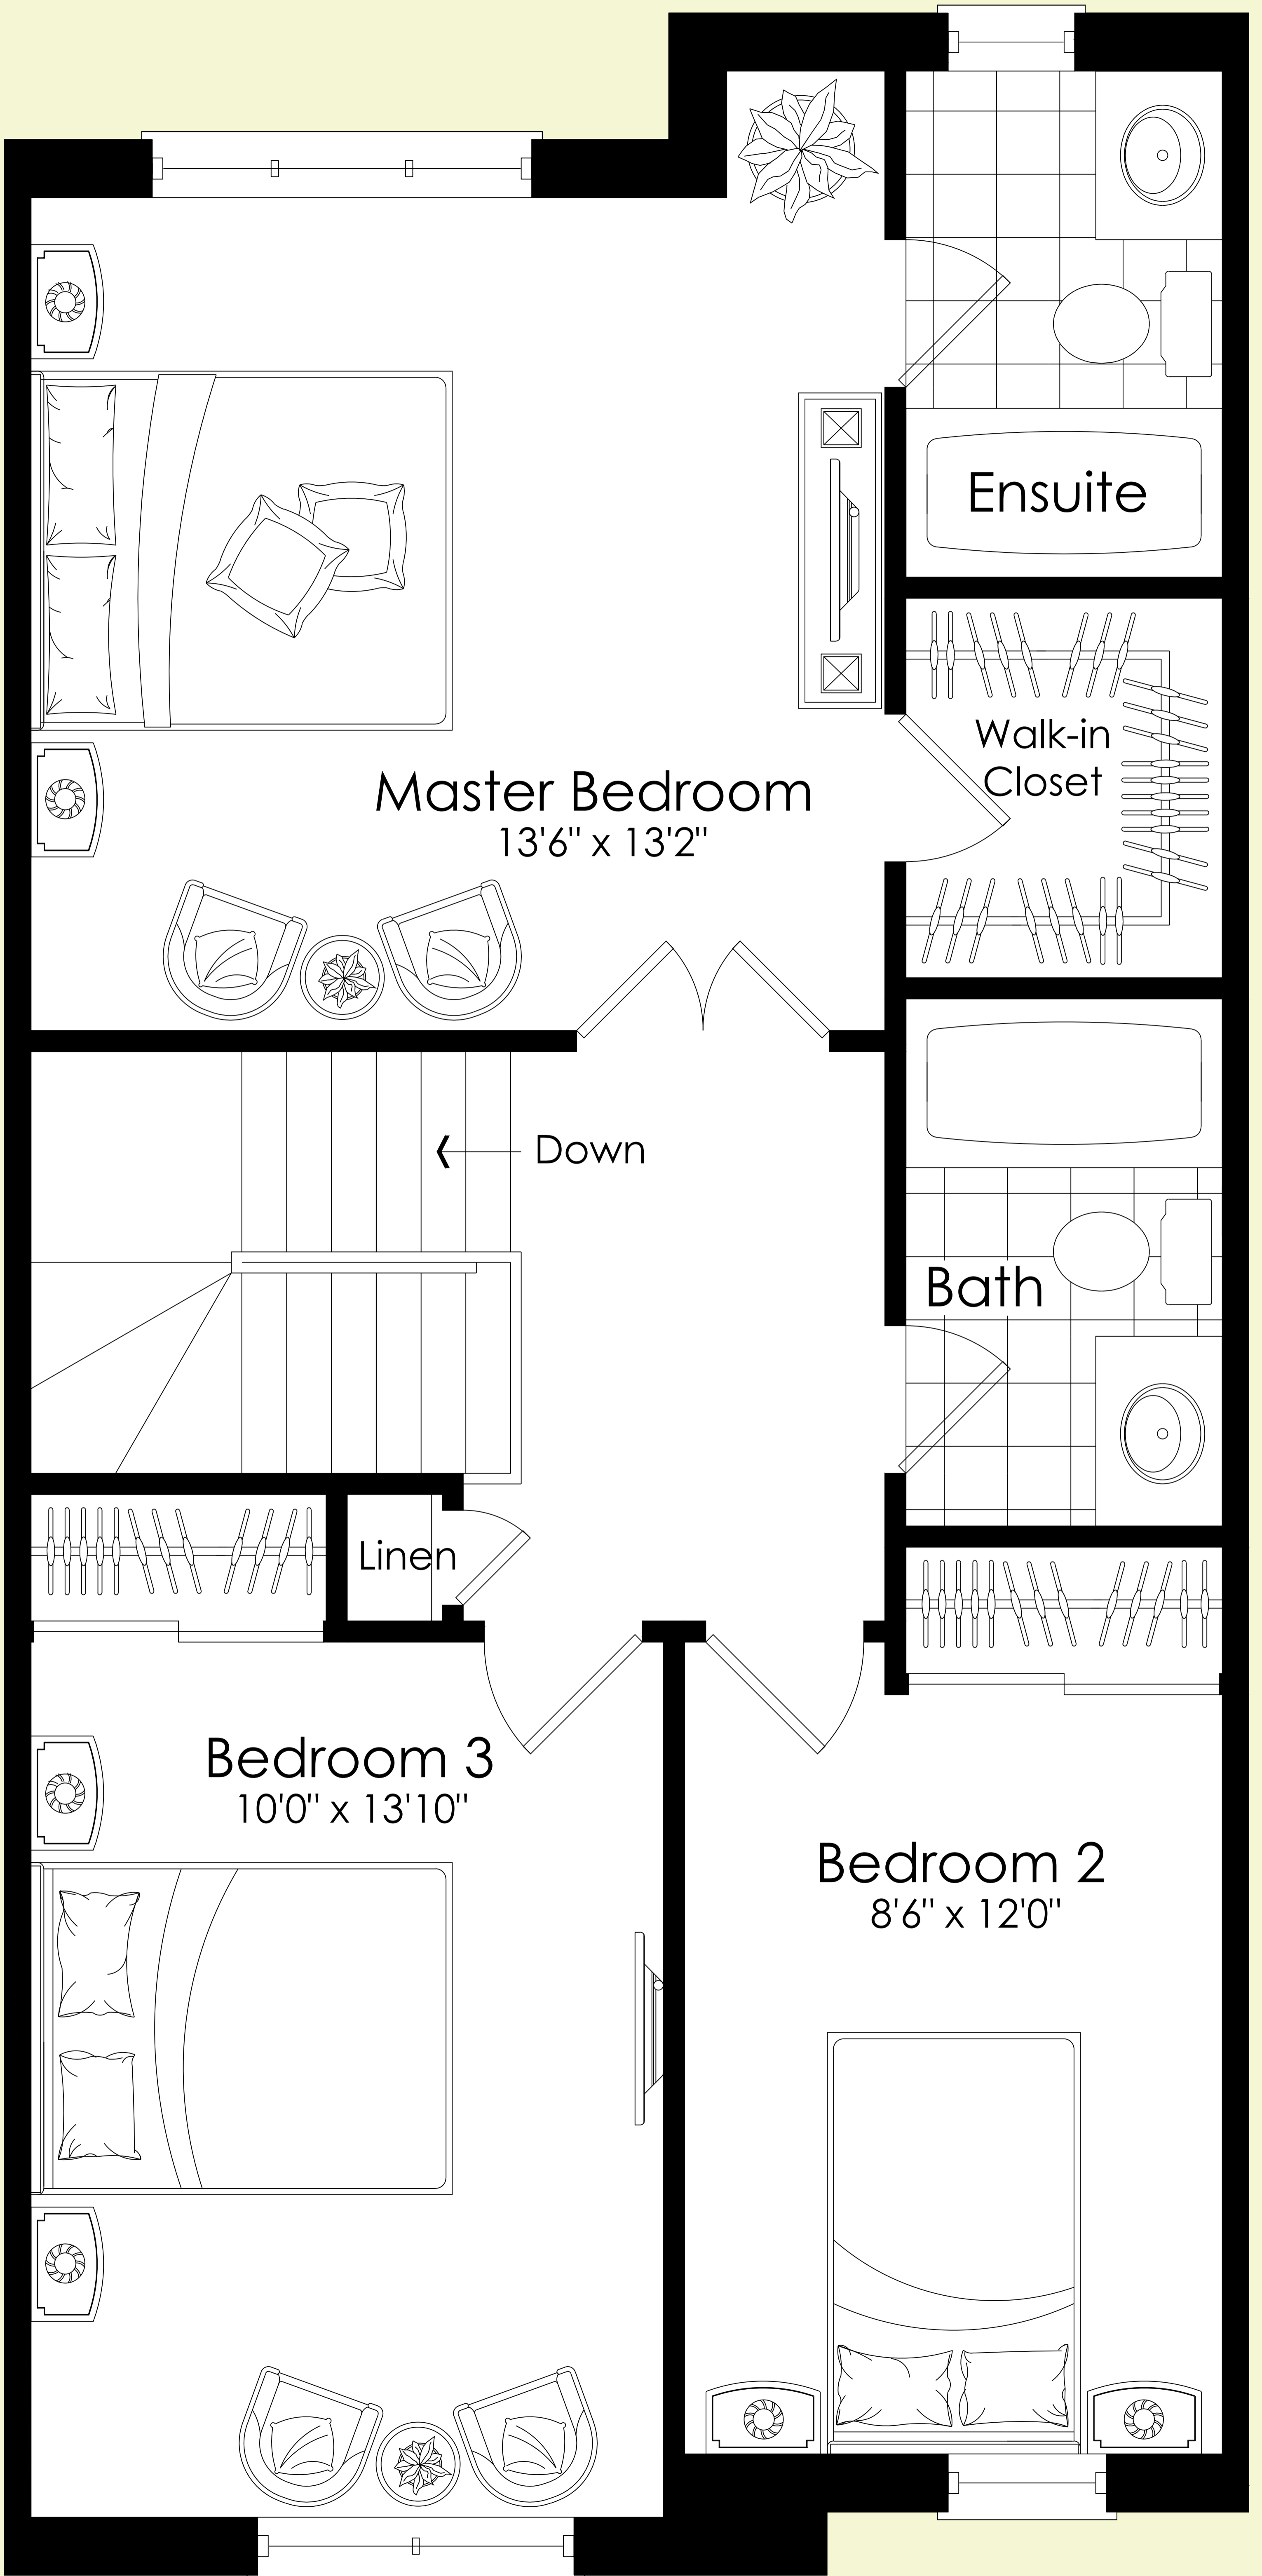 Ensuite
Walk-in
Closet
Master Bedroom
13'6" x 13'2"
Down
Bath
Linen
Bedroom 3
10'0" x 13'10"
Bedroom 2
8'6" x 12'0"